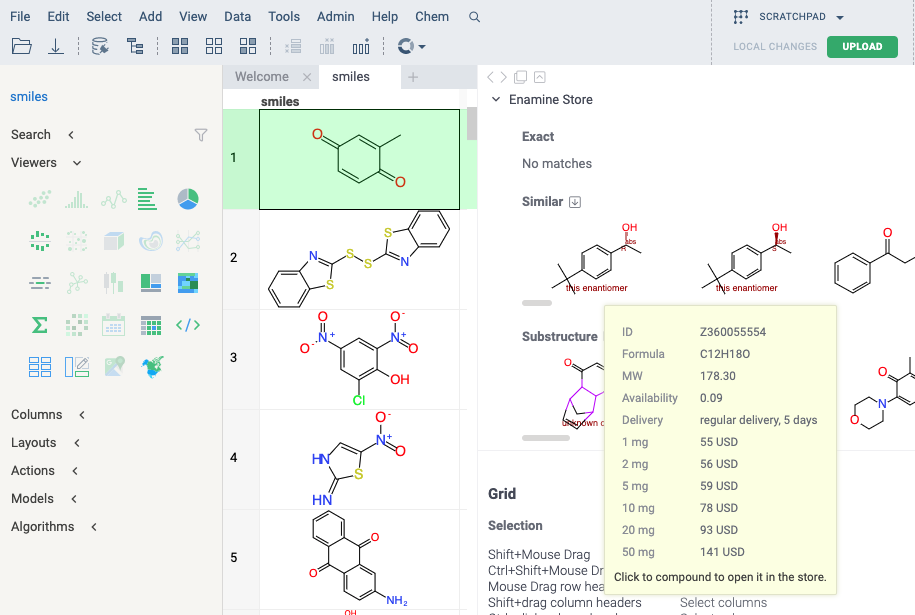 File Edit Select Add View Data Tools Admin Help Chem
SCRATCHPAD
LOCAL CHANGES UPLOAD
smiles
Search
Viewers
Columns
Layouts
Actions
Models
Algorithms
Welcome smiles
smiles
1
O
O
2
N
S
S
S
S
N
3
O
O-
N+
N+
O-
O
OH
Cl
4
O-
N+
O
HN
S
HN
5
O
O
NH2
OH
Enamine Store
Exact
No matches
Similar
OH
abs
R
this enantiomer
OH
abs
S
this enantiomer
O
Substructure
O
unknown
O
N
O
ID Z360055554
Formula C12H18O
MW 178.30
Availability 0.09
Delivery regular delivery, 5 days
1 mg 55 USD
2 mg 56 USD
5 mg 59 USD
10 mg 78 USD
20 mg 93 USD
50 mg 141 USD
Click to compound to open it in the store.
Grid
Selection
Shift+Mouse Drag
Ctrl+Shift+Mouse Dr
Mouse Drag row hea
Shift+drag column headers Select columns